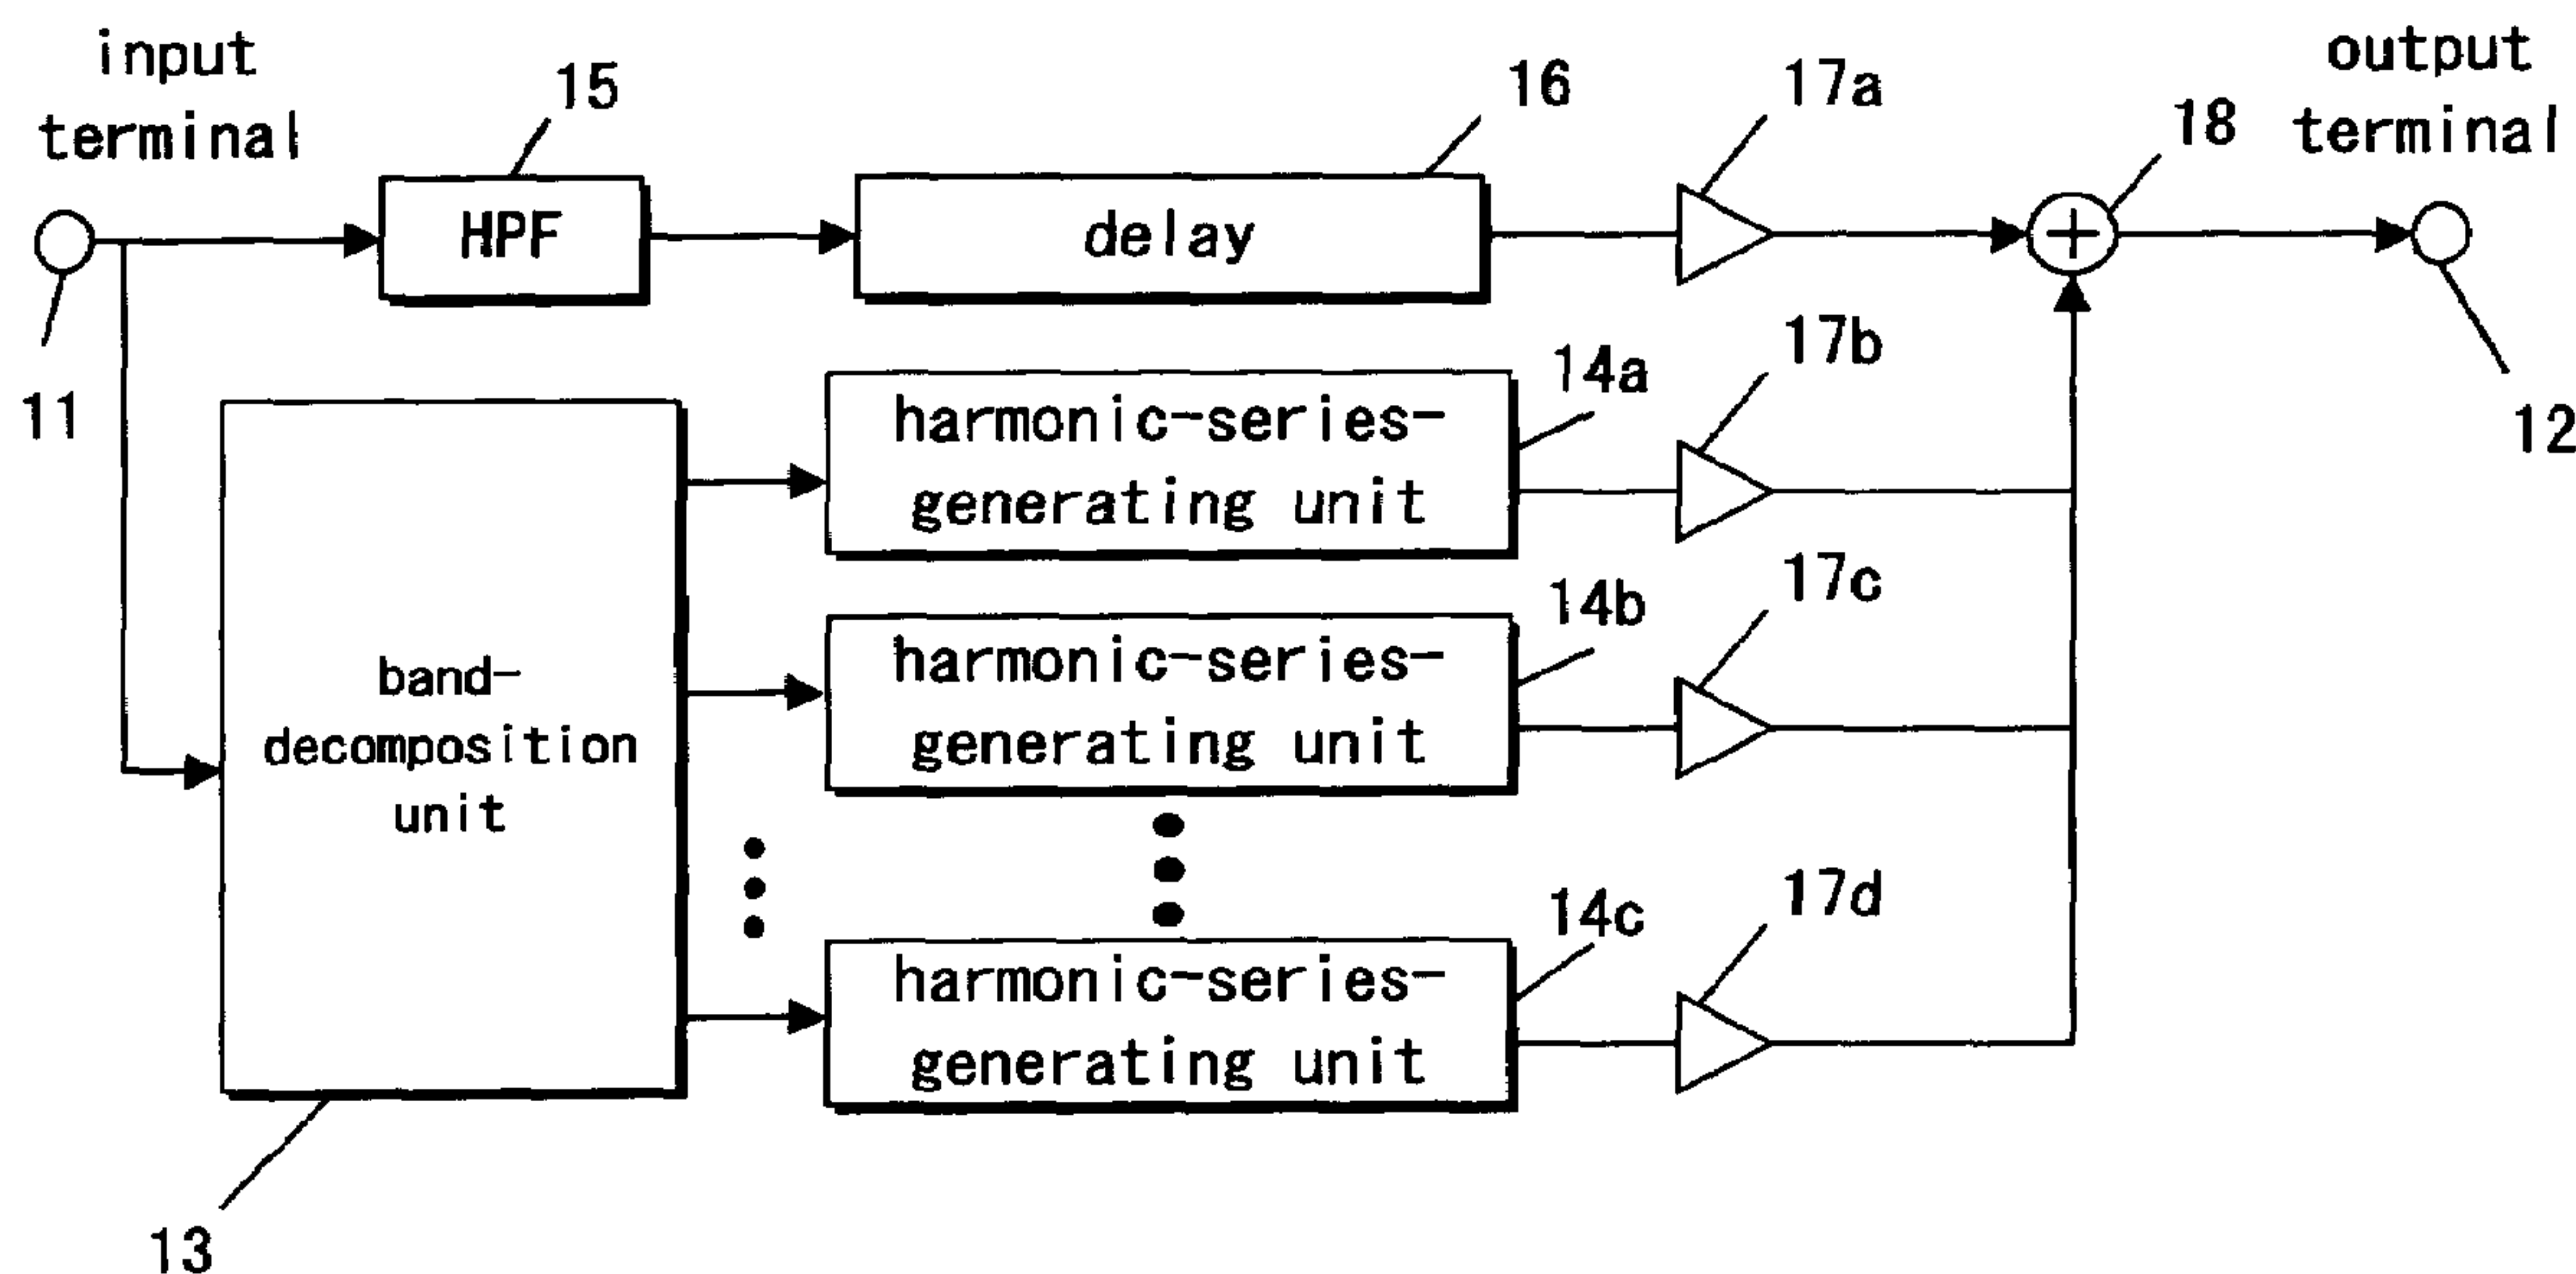 input
terminal
15
16
17a
18
output
terminal
HPF
delay
11
12
14a
17b
harmonic-series-
generating unit
14b
17c
harmonic-series-
generating unit
band-
decomposition
unit
14c
17d
harmonic-series-
generating unit
13